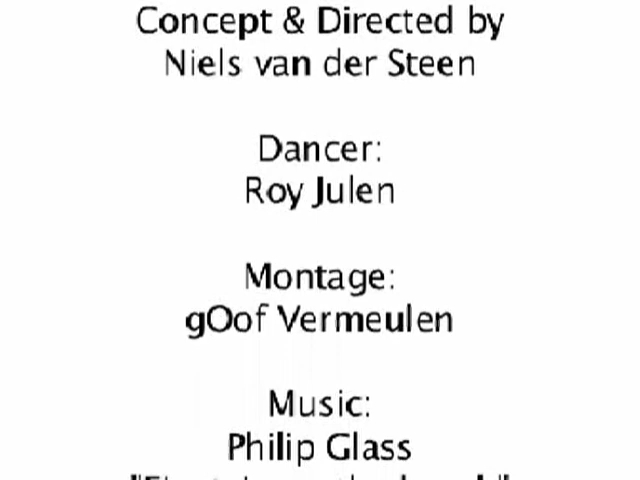 Concept & Directed by
Niels van der Steen
Dancer:
Roy Julen
Montage:
gOof Vermeulen
Music:
Philip Glass